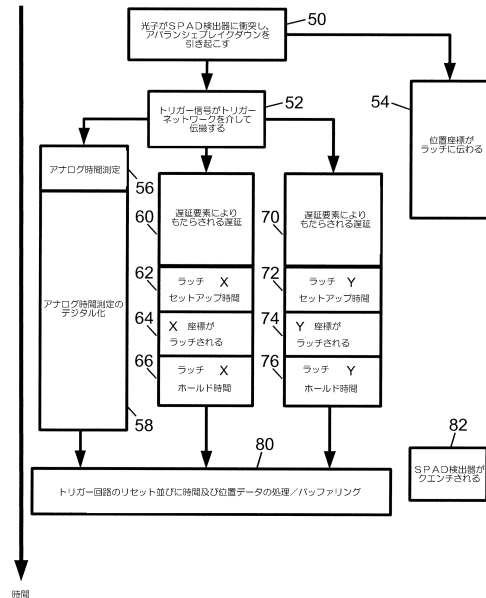 光子がSPAD検出器に衝突し、
アバランシェブレイクダウンを
引き起こす
50
トリガー信号がトリガー
ネットワークを介して
伝搬する
52
54
位置座標が
ラッチに伝わる
アナログ時間測定
56
アナログ時間測定の
デジタル化
58
60
遅延要素により
もたらされる遅延
62
ラッチ X
セットアップ時間
64
X 座標が
ラッチされる
66
ラッチ X
ホールド時間
70
遅延要素により
もたらされる遅延
72
ラッチ Y
セットアップ時間
74
Y 座標が
ラッチされる
76
ラッチ Y
ホールド時間
80
トリガー回路のリセット並びに時間及び位置データの処理/バッファリング
82
SPAD検出器が
クエンチされる
時間